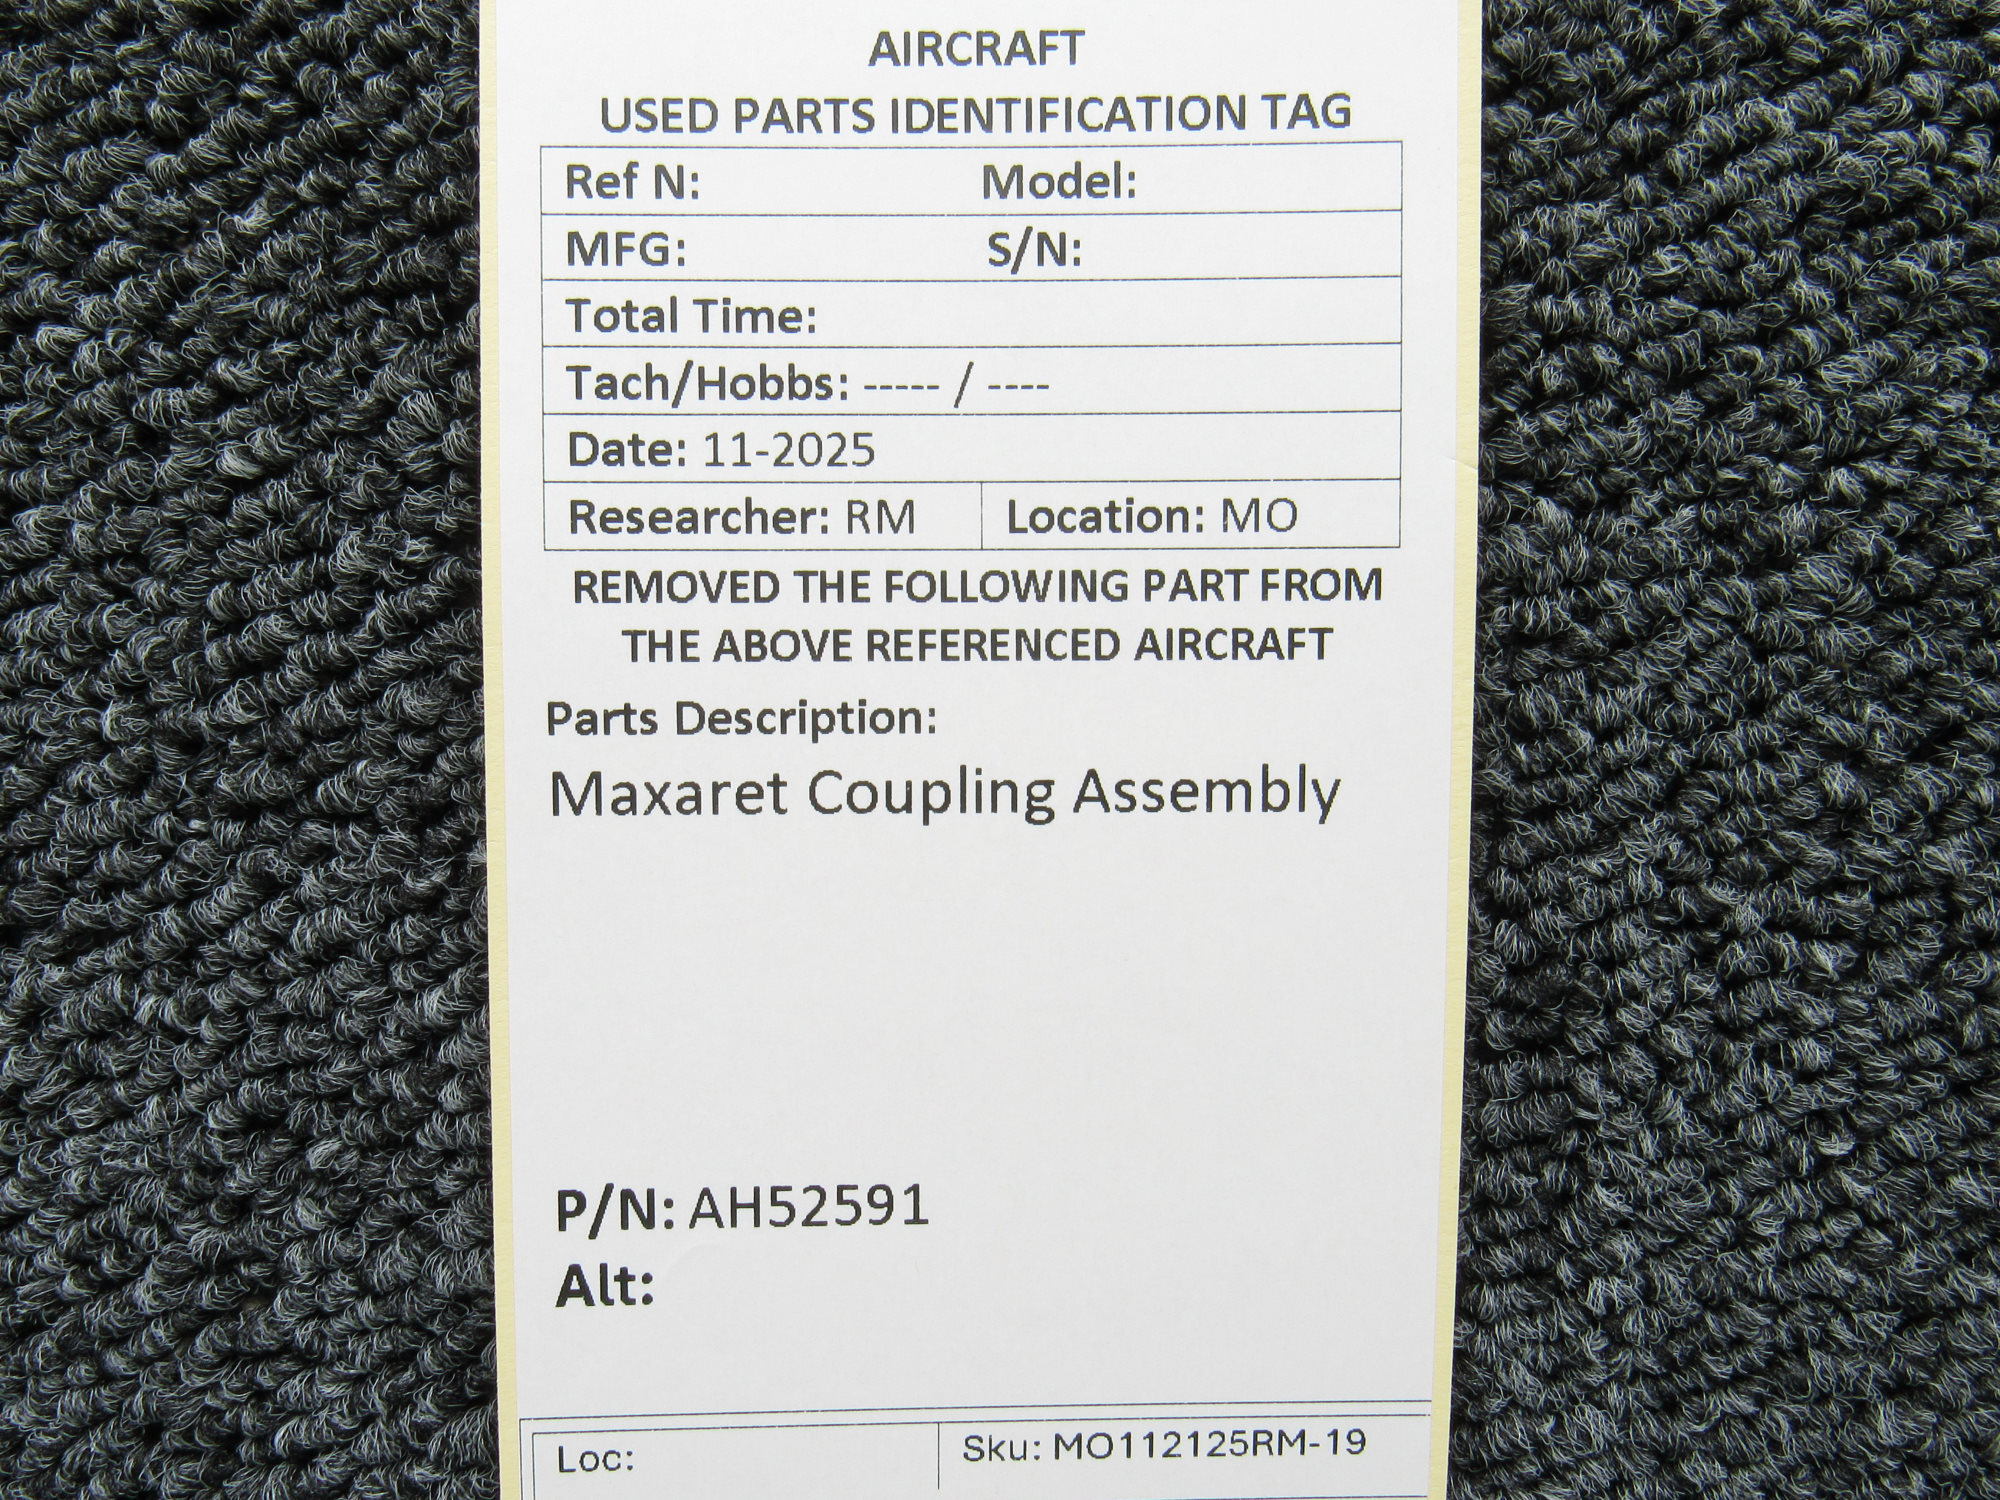 AIRCRAFT
USED PARTS IDENTIFICATION TAG
Ref N: Model:
MFG: S/N:
Total Time:
Tach/Hobbs: ----- / ----
Date: 11-2025
Researcher: RM Location: MO
REMOVED THE FOLLOWING PART FROM
THE ABOVE REFERENCED AIRCRAFT
Parts Description:
Maxaret Coupling Assembly
P/N: AH52591
Alt:
Loc: Sku: MO112125RM-19